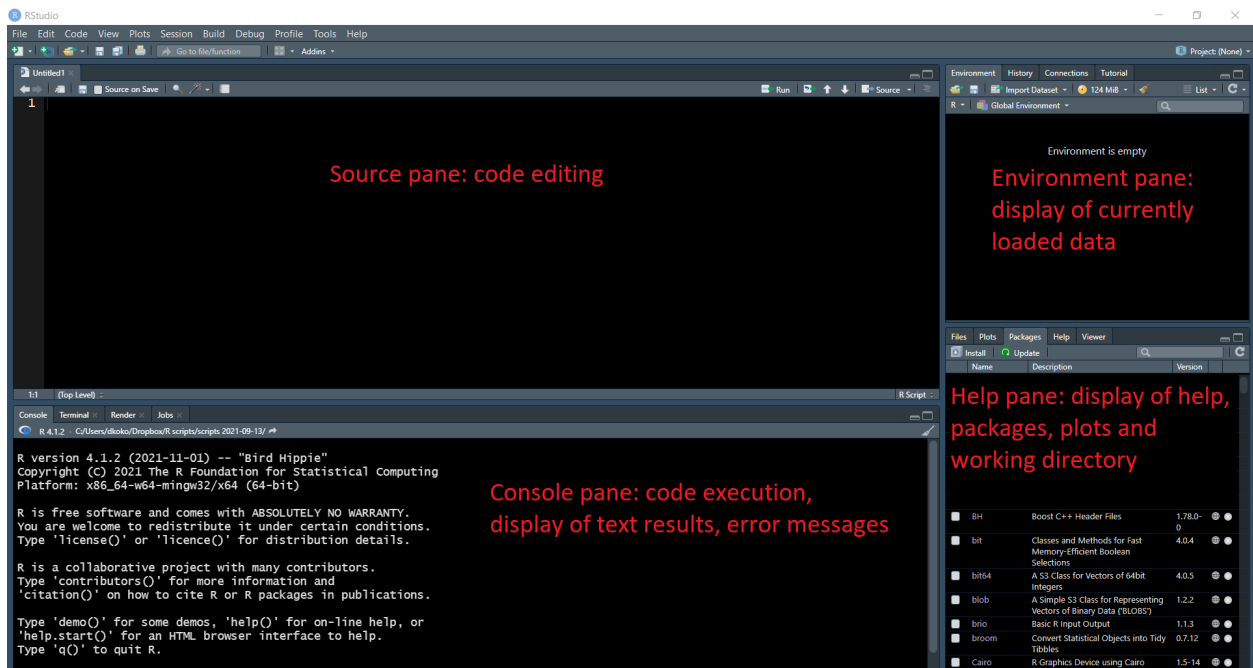 RStudio
File Edit Code View Plots Session Build Debug Profile Tools Help
Go to file/function Addins Project: (None)
Untitled1
Source on Save Run Source
1
Source pane: code editing
1:1 (Top Level) R Script
Console Terminal Render Jobs
R 4.1.2 · C:/Users/dkoko/Dropbox/R scripts/scripts 2021-09-13/
R version 4.1.2 (2021-11-01) -- "Bird Hippie"
Copyright (C) 2021 The R Foundation for Statistical Computing
Platform: x86_64-w64-mingw32/x64 (64-bit)
R is free software and comes with ABSOLUTELY NO WARRANTY.
You are welcome to redistribute it under certain conditions.
Type 'license()' or 'licence()' for distribution details.
R is a collaborative project with many contributors.
Type 'contributors()' for more information and
'citation()' on how to cite R or R packages in publications.
Type 'demo()' for some demos, 'help()' for on-line help, or
'help.start()' for an HTML browser interface to help.
Type 'q()' to quit R.
Console pane: code execution,
display of text results, error messages
Environment History Connections Tutorial
Import Dataset 124 MiB List
R Global Environment
Environment is empty
Environment pane:
display of currently
loaded data
Files Plots Packages Help Viewer
Install Update
Name Description Version
Help pane: display of help,
packages, plots and
working directory
BH Boost C++ Header Files 1.78.0-
0
bit Classes and Methods for Fast 4.0.4
Memory-Efficient Boolean
Selections
bit64 A S3 Class for Vectors of 64bit 4.0.5
Integers
blob A Simple S3 Class for Representing 1.2.2
Vectors of Binary Data ('BLOBS')
brio Basic R Input Output 1.1.3
broom Convert Statistical Objects into Tidy 0.7.12
Tibbles
Cairo R Graphics Device using Cairo 1.5-14